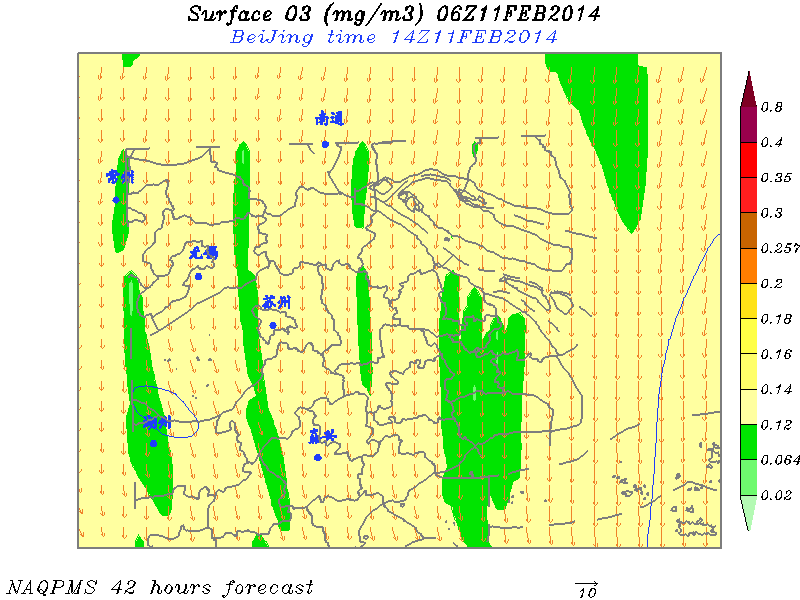 Surface O3 (mg/m3) 06Z11FEB2014
BeiJing time 14Z11FEB2014
南通
常州
无锡
苏州
湖州
嘉兴
0.8
0.4
0.35
0.3
0.257
0.2
0.18
0.16
0.14
0.12
0.064
0.02
NAQPMS 42 hours forecast
10